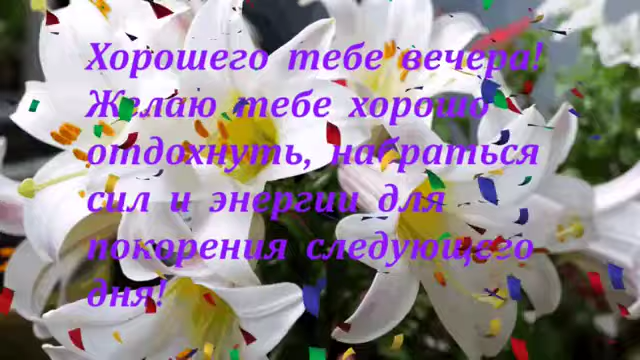 Хорошего тебе вечера!
Желаю тебе хорошо
отдохнуть, набраться
сил и энергии для
покорения следующего
дня!